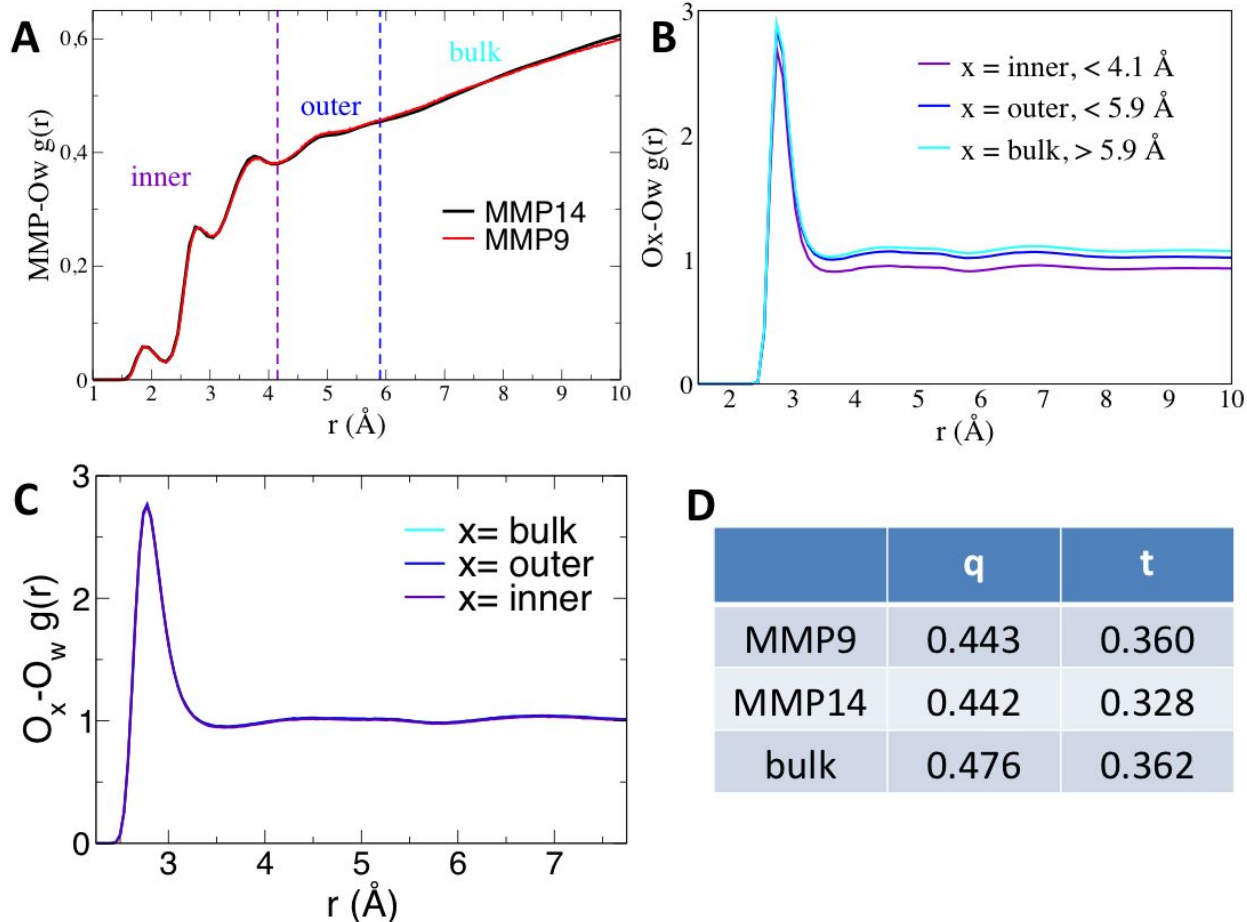 A
MMP-Ow g(r)
0.6
0.4
0.2
0
inner
outer
bulk
MMP14
MMP9
1 2 3 4 5 6 7 8 9 10
r (Å)
B
Ox-Ow g(r)
3
2
1
0
x = inner, < 4.1 Å
x = outer, < 5.9 Å
x = bulk, > 5.9 Å
2 3 4 5 6 7 8 9 10
r (Å)
C
Ox-Ow g(r)
3
2
1
0
x= bulk
x= outer
x= inner
3 4 5 6 7
r (Å)
D
q t
MMP9 0.443 0.360
MMP14 0.442 0.328
bulk 0.476 0.362